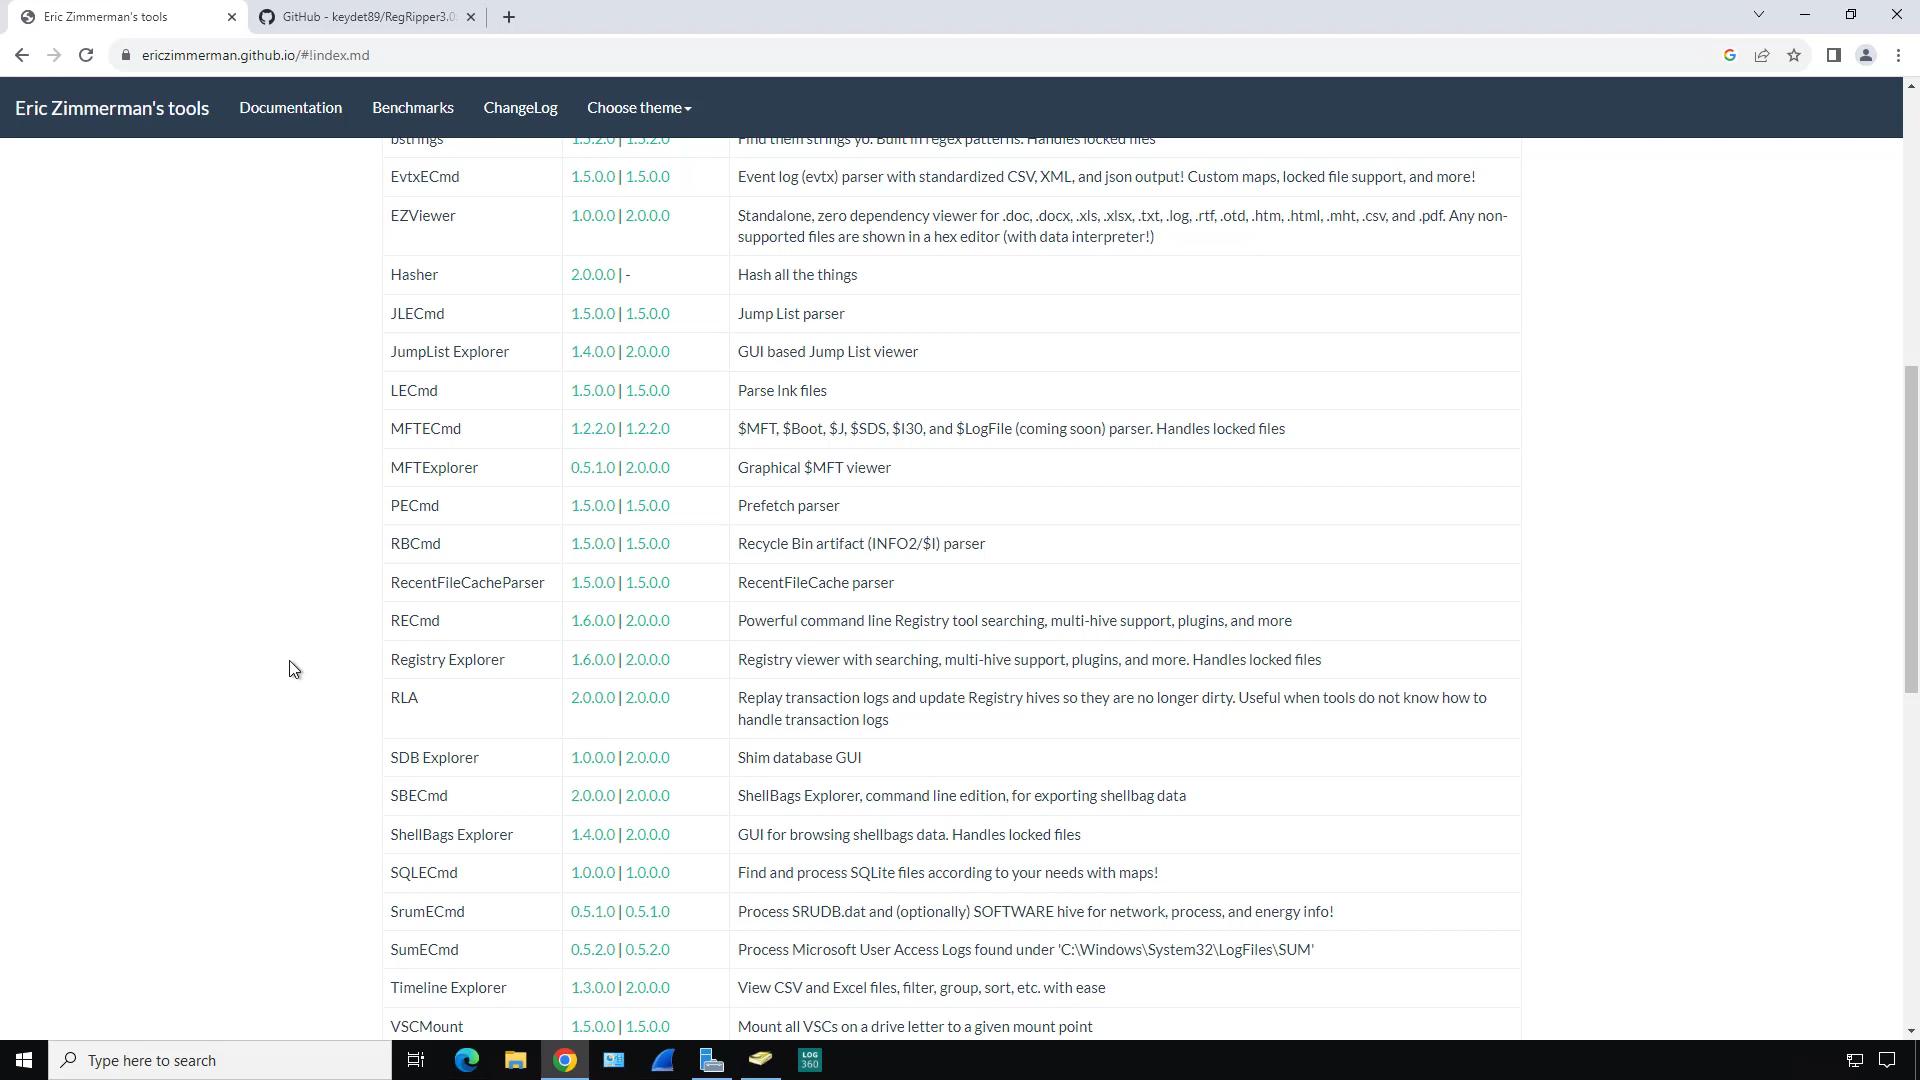 Eric Zimmerman's tools
GitHub - keydet89/RegRipper3.0:
ericzimmerman.github.io/#!index.md
Eric Zimmerman's tools Documentation Benchmarks ChangeLog Choose theme
bstrings 1.5.2.0 | 1.5.2.0 Find them strings yo. Built in regex patterns. Handles locked files
EvtxECmd 1.5.0.0 | 1.5.0.0 Event log (evtx) parser with standardized CSV, XML, and json output! Custom maps, locked file support, and more!
EZViewer 1.0.0.0 | 2.0.0.0 Standalone, zero dependency viewer for .doc, .docx, .xls, .xlsx, .txt, .log, .rtf, .otd, .htm, .html, .mht, .csv, and .pdf. Any non-
supported files are shown in a hex editor (with data interpreter!)
Hasher 2.0.0.0 | - Hash all the things
JLECmd 1.5.0.0 | 1.5.0.0 Jump List parser
JumpList Explorer 1.4.0.0 | 2.0.0.0 GUI based Jump List viewer
LECmd 1.5.0.0 | 1.5.0.0 Parse lnk files
MFTECmd 1.2.2.0 | 1.2.2.0 $MFT, $Boot, $J, $SDS, $I30, and $LogFile (coming soon) parser. Handles locked files
MFTExplorer 0.5.1.0 | 2.0.0.0 Graphical $MFT viewer
PECmd 1.5.0.0 | 1.5.0.0 Prefetch parser
RBCmd 1.5.0.0 | 1.5.0.0 Recycle Bin artifact (INFO2/$I) parser
RecentFileCacheParser 1.5.0.0 | 1.5.0.0 RecentFileCache parser
RECmd 1.6.0.0 | 2.0.0.0 Powerful command line Registry tool searching, multi-hive support, plugins, and more
Registry Explorer 1.6.0.0 | 2.0.0.0 Registry viewer with searching, multi-hive support, plugins, and more. Handles locked files
RLA 2.0.0.0 | 2.0.0.0 Replay transaction logs and update Registry hives so they are no longer dirty. Useful when tools do not know how to
handle transaction logs
SDB Explorer 1.0.0.0 | 2.0.0.0 Shim database GUI
SBECmd 2.0.0.0 | 2.0.0.0 ShellBags Explorer, command line edition, for exporting shellbag data
ShellBags Explorer 1.4.0.0 | 2.0.0.0 GUI for browsing shellbags data. Handles locked files
SQLECmd 1.0.0.0 | 1.0.0.0 Find and process SQLite files according to your needs with maps!
SrumECmd 0.5.1.0 | 0.5.1.0 Process SRUDB.dat and (optionally) SOFTWARE hive for network, process, and energy info!
SumECmd 0.5.2.0 | 0.5.2.0 Process Microsoft User Access Logs found under 'C:\Windows\System32\LogFiles\SUM'
Timeline Explorer 1.3.0.0 | 2.0.0.0 View CSV and Excel files, filter, group, sort, etc. with ease
VSCMount 1.5.0.0 | 1.5.0.0 Mount all VSCs on a drive letter to a given mount point
Type here to search
LOG
360